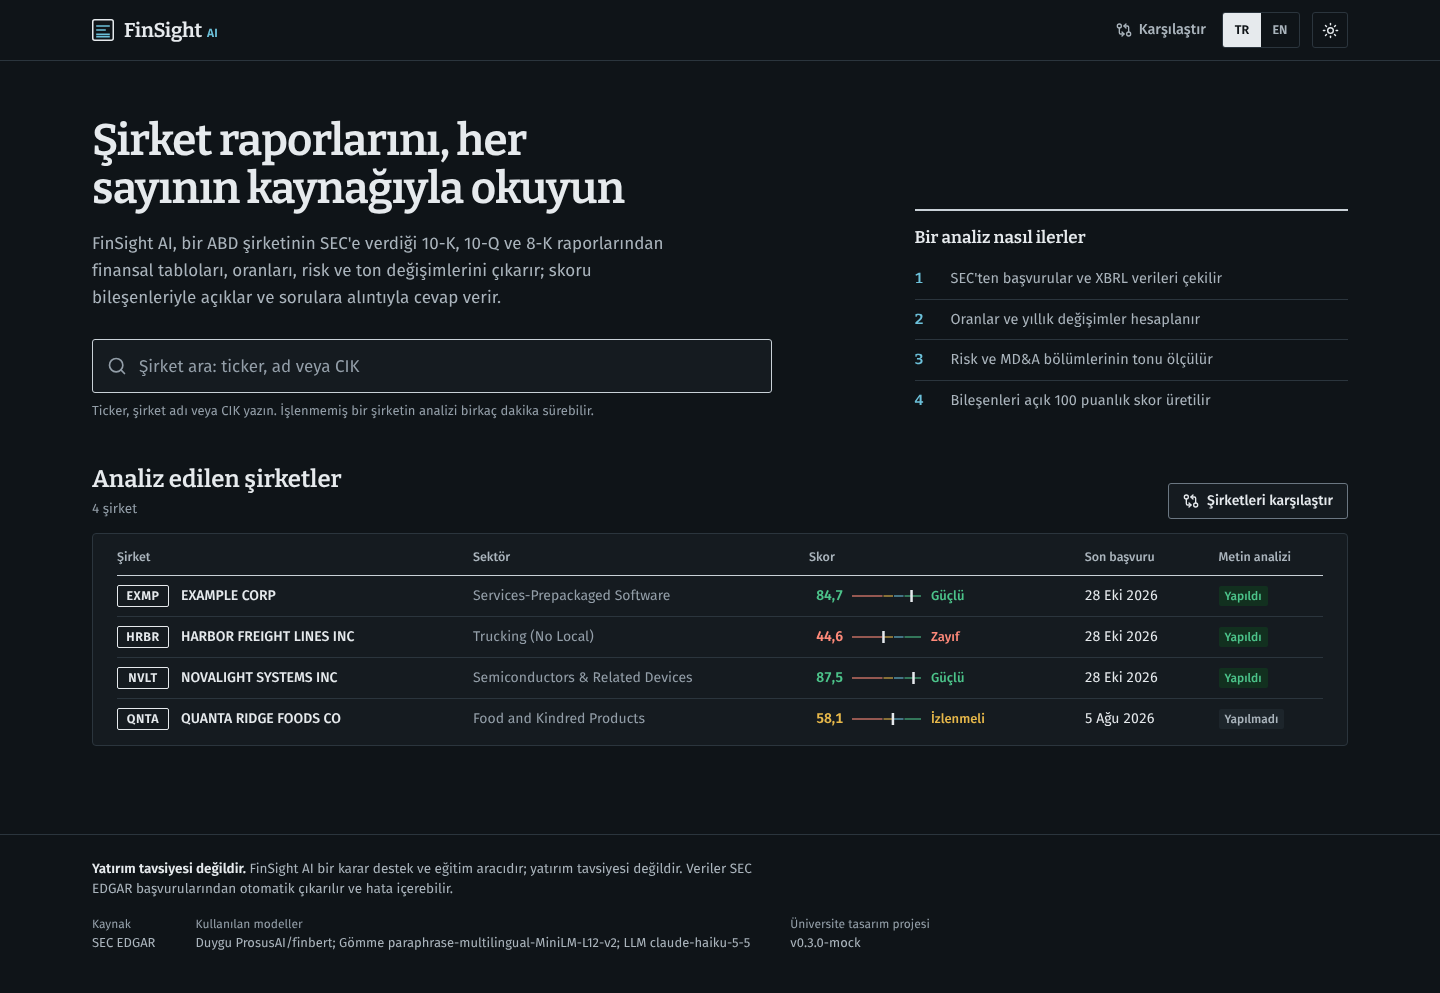 FinSight AI
Karşılaştır
TR
EN
Şirket raporlarını, her
sayının kaynağıyla okuyun
FinSight AI, bir ABD şirketinin SEC'e verdiği 10-K, 10-Q ve 8-K raporlarından
finansal tabloları, oranları, risk ve ton değişimlerini çıkarır; skoru
bileşenleriyle açıklar ve sorulara alıntıyla cevap verir.
Şirket ara: ticker, ad veya CIK
Ticker, şirket adı veya CIK yazın. İşlenmemiş bir şirketin analizi birkaç dakika sürebilir.
Bir analiz nasıl ilerler
1 SEC'ten başvurular ve XBRL verileri çekilir
2 Oranlar ve yıllık değişimler hesaplanır
3 Risk ve MD&A bölümlerinin tonu ölçülür
4 Bileşenleri açık 100 puanlık skor üretilir
Analiz edilen şirketler
4 şirket
Şirketleri karşılaştır
Şirket Sektör Skor Son başvuru Metin analizi
EXMP EXAMPLE CORP Services-Prepackaged Software 84,7 Güçlü 28 Eki 2026 Yapıldı
HRBR HARBOR FREIGHT LINES INC Trucking (No Local) 44,6 Zayıf 28 Eki 2026 Yapıldı
NVLT NOVALIGHT SYSTEMS INC Semiconductors & Related Devices 87,5 Güçlü 28 Eki 2026 Yapıldı
QNTA QUANTA RIDGE FOODS CO Food and Kindred Products 58,1 İzlenmeli 5 Ağu 2026 Yapılmadı
Yatırım tavsiyesi değildir. FinSight AI bir karar destek ve eğitim aracıdır; yatırım tavsiyesi değildir. Veriler SEC
EDGAR başvurularından otomatik çıkarılır ve hata içerebilir.
Kaynak Kullanılan modeller Üniversite tasarım projesi
SEC EDGAR Duygu ProsusAI/finbert; Gömme paraphrase-multilingual-MiniLM-L12-v2; LLM claude-haiku-5-5 v0.3.0-mock